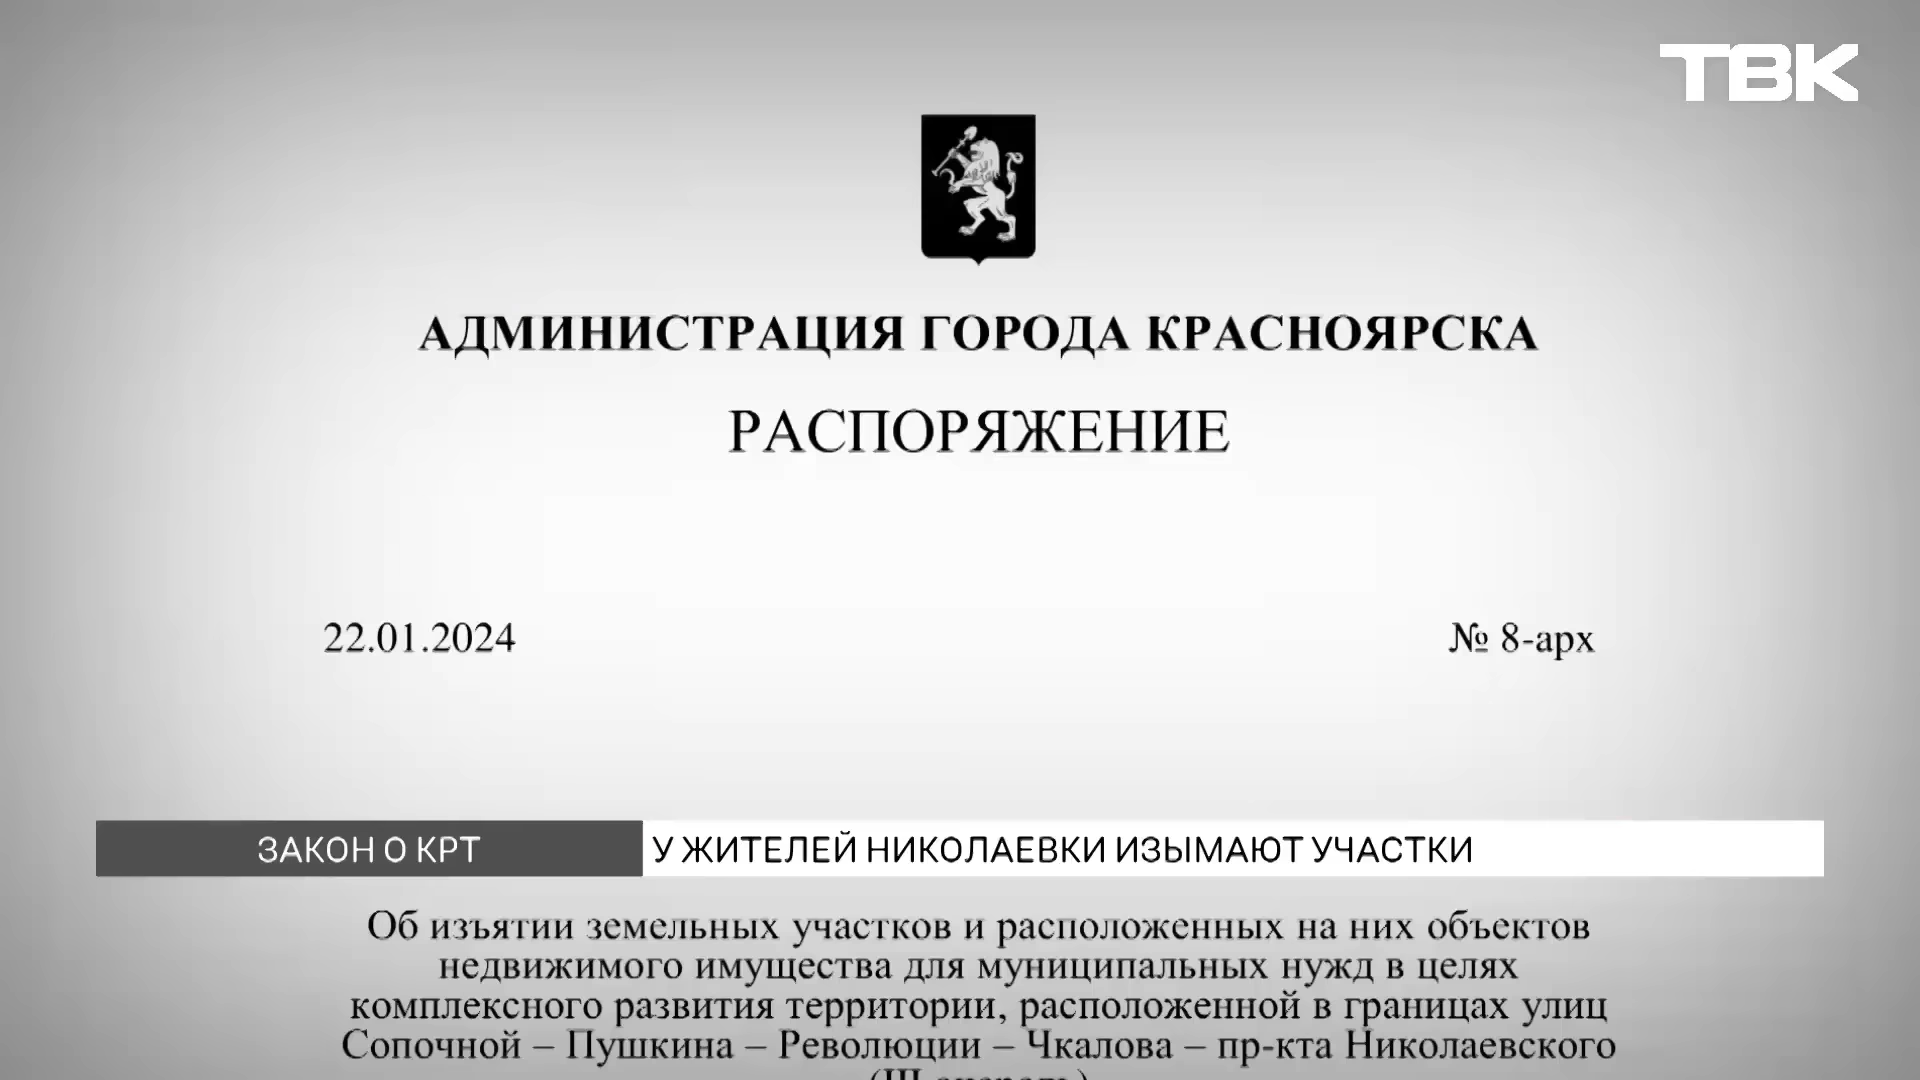 ТВК
АДМИНИСТРАЦИЯ ГОРОДА КРАСНОЯРСКА
РАСПОРЯЖЕНИЕ
22.01.2024 № 8-арх
ЗАКОН О КРТ У ЖИТЕЛЕЙ НИКОЛАЕВКИ ИЗЫМАЮТ УЧАСТКИ
Об изъятии земельных участков и расположенных на них объектов
недвижимого имущества для муниципальных нужд в целях
комплексного развития территории, расположенной в границах улиц
Сопочной – Пушкина – Революции – Чкалова – пр-кта Николаевского